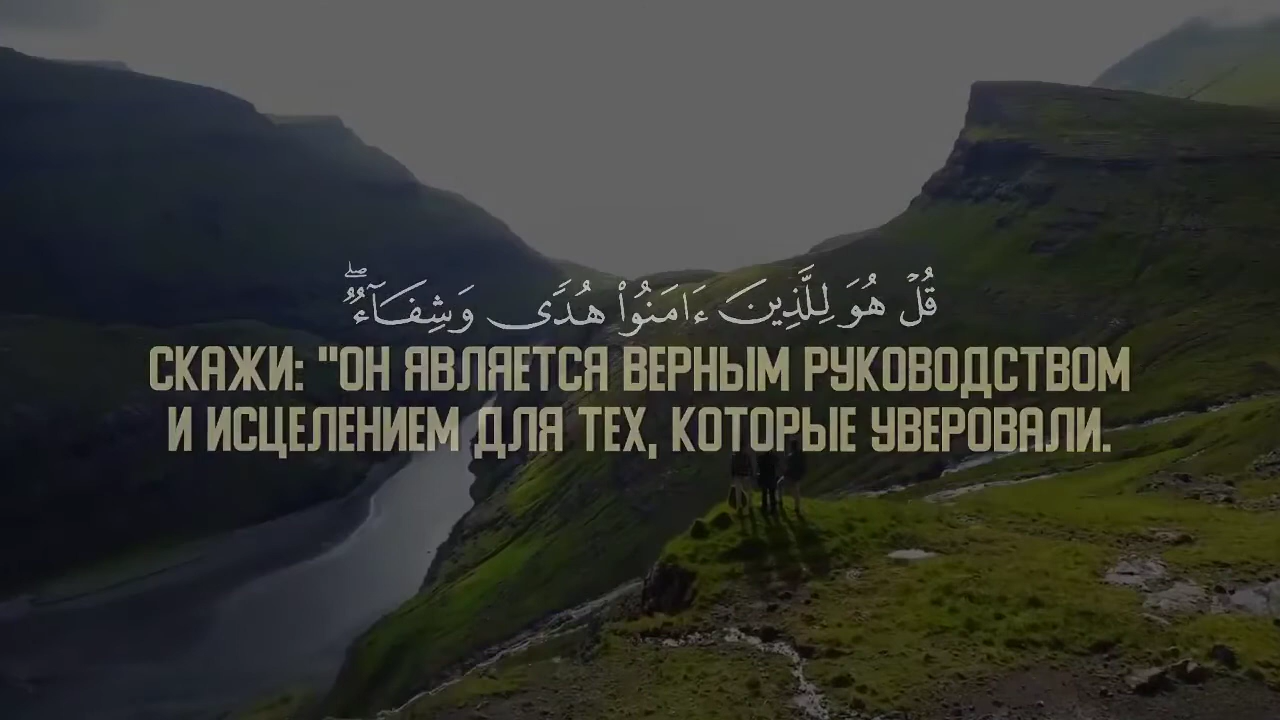 قُلۡ هُوَ لِلَّذِينَ ءَامَنُواْ هُدٗى وَشِفَآءٞۖ
СКАЖИ: "ОН ЯВЛЯЕТСЯ ВЕРНЫМ РУКОВОДСТВОМ
И ИСЦЕЛЕНИЕМ ДЛЯ ТЕХ, КОТОРЫЕ УВЕРОВАЛИ.